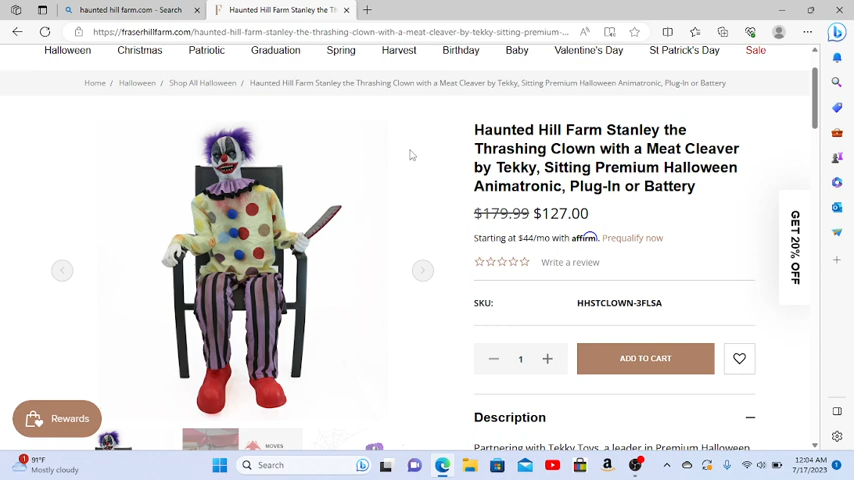 haunted hill farm.com - Search
Haunted Hill Farm Stanley the Th
https://fraserhillfarm.com/haunted-hill-farm-stanley-the-thrashing-clown-with-a-meat-cleaver-by-tekky-sitting-premium-...
Halloween Christmas Patriotic Graduation Spring Harvest Birthday Baby Valentine's Day St Patrick's Day Sale
Home / Halloween / Shop All Halloween / Haunted Hill Farm Stanley the Thrashing Clown with a Meat Cleaver by Tekky, Sitting Premium Halloween Animatronic, Plug-In or Battery
Haunted Hill Farm Stanley the
Thrashing Clown with a Meat Cleaver
by Tekky, Sitting Premium Halloween
Animatronic, Plug-In or Battery
$179.99 $127.00
Starting at $44/mo with affirm. Prequalify now
Write a review
GET 20% OFF
SKU: HHSTCLOWN-3FLSA
1
ADD TO CART
Rewards
Description
MOVES
Partnering with Tekky Toys, a leader in Premium Halloween
91°F
Mostly cloudy
Search
12:04 AM
7/17/2023